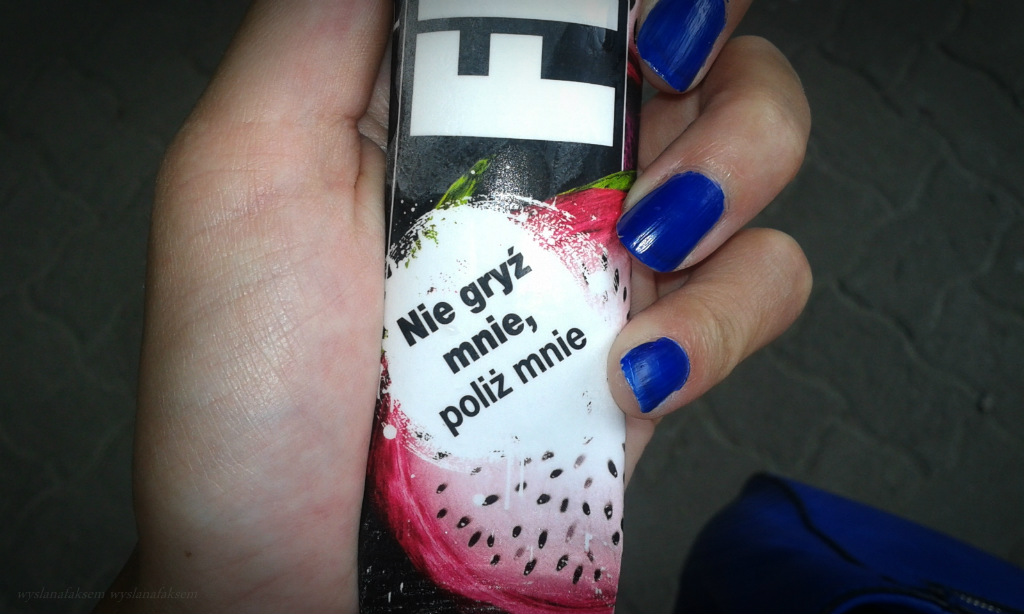 Nie gryź
mnie,
poliż mnie
wyslanafaksem wyslanafaksem